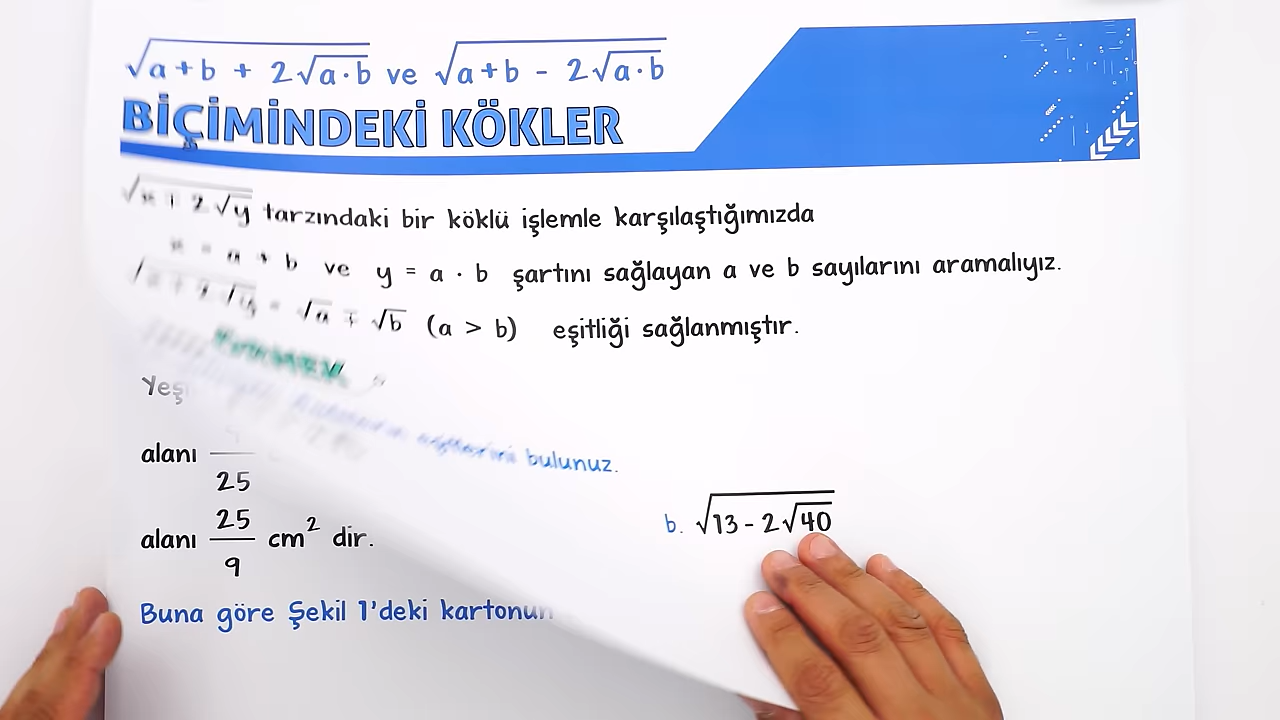 √(a+b + 2√(a·b)) ve √(a+b - 2√(a·b))
BİÇİMİNDEKİ KÖKLER
√(x + 2√y) tarzındaki bir köklü işlemle karşılaştığımızda
x = a + b ve y = a · b şartını sağlayan a ve b sayılarını aramalıyız.
= √a ∓ √b (a > b) eşitliği sağlanmıştır.
bulunuz.
alanı 25
b. √(13 - 2√40)
alanı 25/9 cm² dir.
Buna göre Şekil 1'deki kartonun